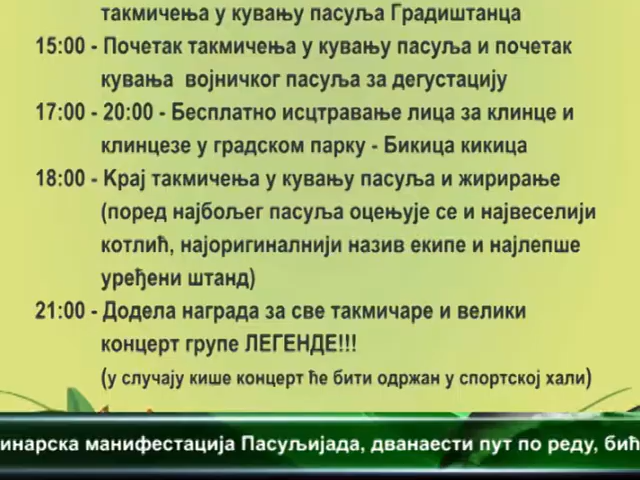 такмичења у кувању пасуља Градиштанца
15:00 - Почетак такмичења у кувању пасуља и почетак
кувања војничког пасуља за дегустацију
17:00 - 20:00 - Бесплатно исцтравање лица за клинце и
клинцезе у градском парку - Бикица кикица
18:00 - Крај такмичења у кувању пасуља и жирирање
(поред најбољег пасуља оцењује се и највеселији
котлић, најоригиналнији назив екипе и најлепше
уређени штанд)
21:00 - Додела награда за све такмичаре и велики
концерт групе ЛЕГЕНДЕ!!!
(у случају кише концерт ће бити одржан у спортској хали)
инарска манифестација Пасуљијада, дванаести пут по реду, бић